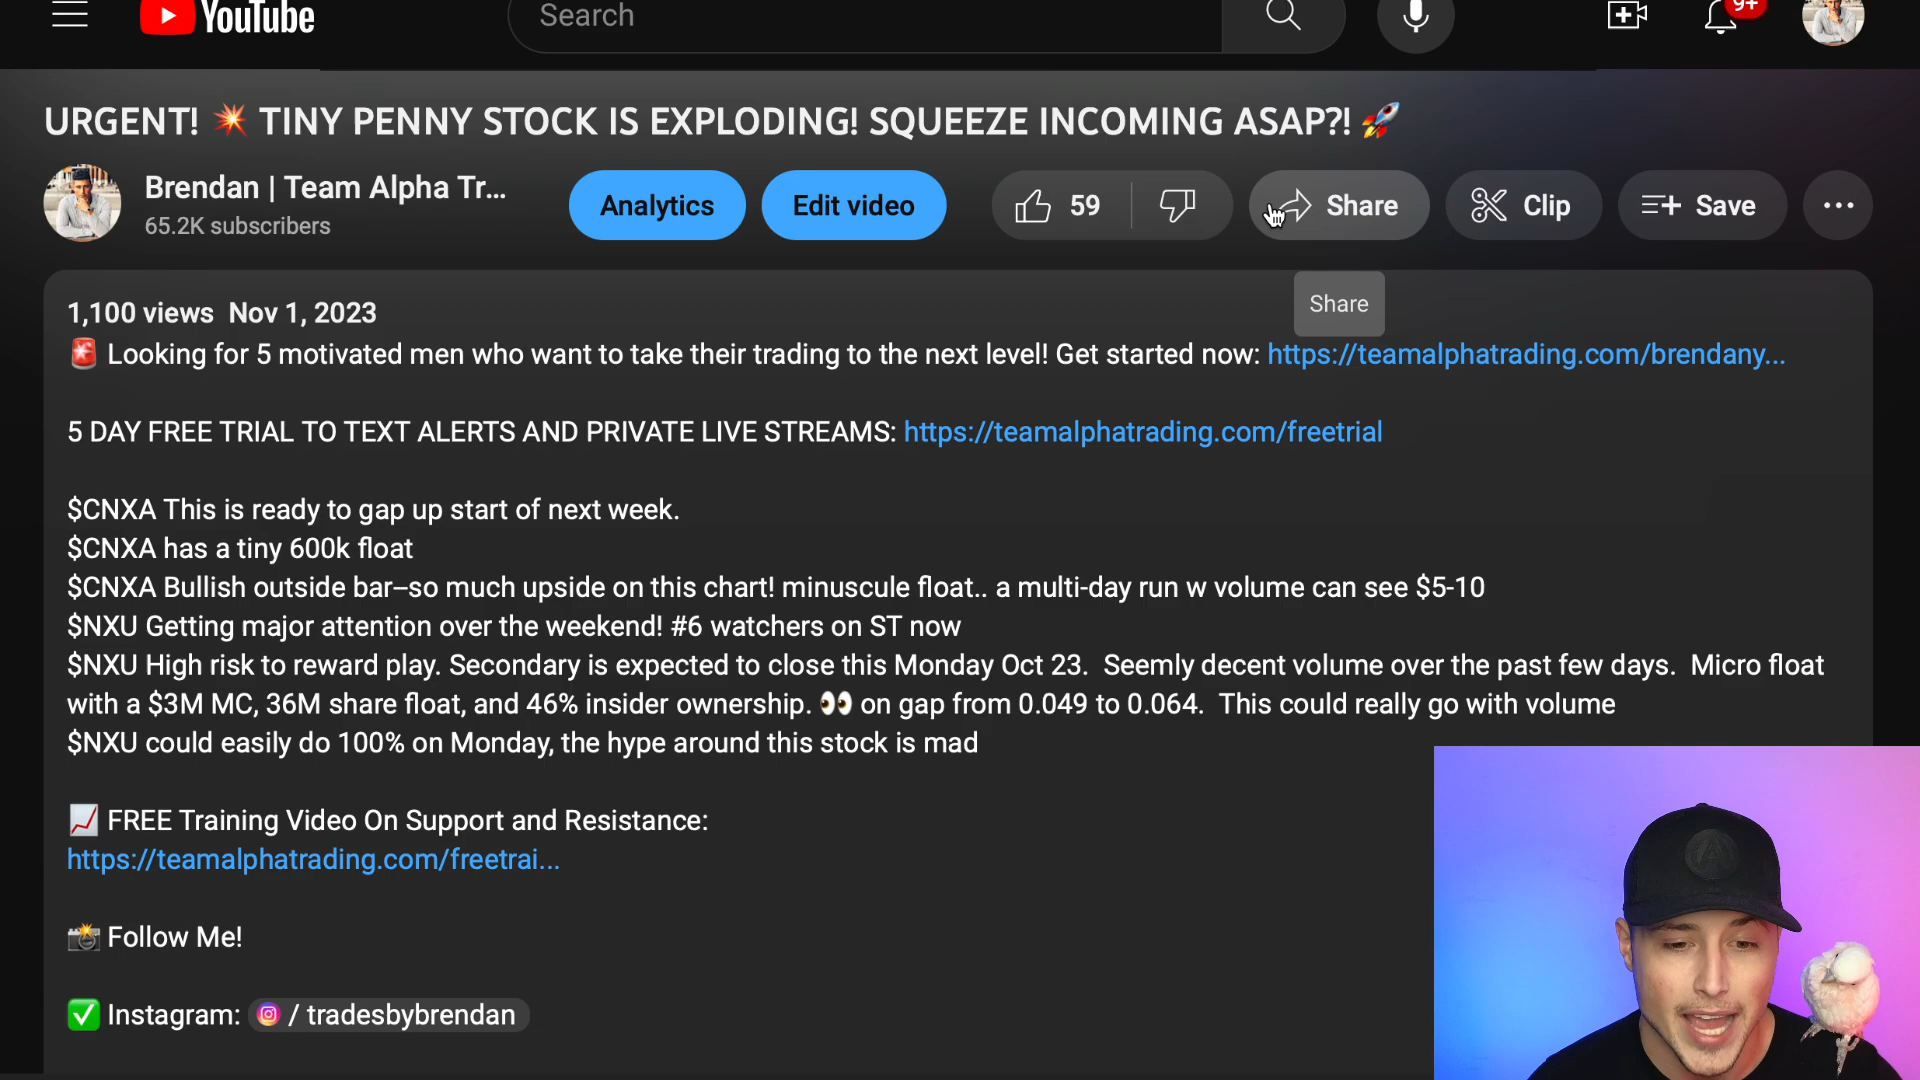 YouTube
Search
9+
URGENT! 💥 TINY PENNY STOCK IS EXPLODING! SQUEEZE INCOMING ASAP?! 🚀
Brendan | Team Alpha Tr...
65.2K subscribers
Analytics
Edit video
59
Share
Clip
Save
Share
1,100 views Nov 1, 2023
🚨 Looking for 5 motivated men who want to take their trading to the next level! Get started now: https://teamalphatrading.com/brendany...
5 DAY FREE TRIAL TO TEXT ALERTS AND PRIVATE LIVE STREAMS: https://teamalphatrading.com/freetrial
$CNXA This is ready to gap up start of next week.
$CNXA has a tiny 600k float
$CNXA Bullish outside bar–so much upside on this chart! minuscule float.. a multi-day run w volume can see $5-10
$NXU Getting major attention over the weekend! #6 watchers on ST now
$NXU High risk to reward play. Secondary is expected to close this Monday Oct 23. Seemly decent volume over the past few days. Micro float
with a $3M MC, 36M share float, and 46% insider ownership. 👀 on gap from 0.049 to 0.064. This could really go with volume
$NXU could easily do 100% on Monday, the hype around this stock is mad
📈 FREE Training Video On Support and Resistance:
https://teamalphatrading.com/freetrai...
📸 Follow Me!
✅ Instagram: / tradesbybrendan